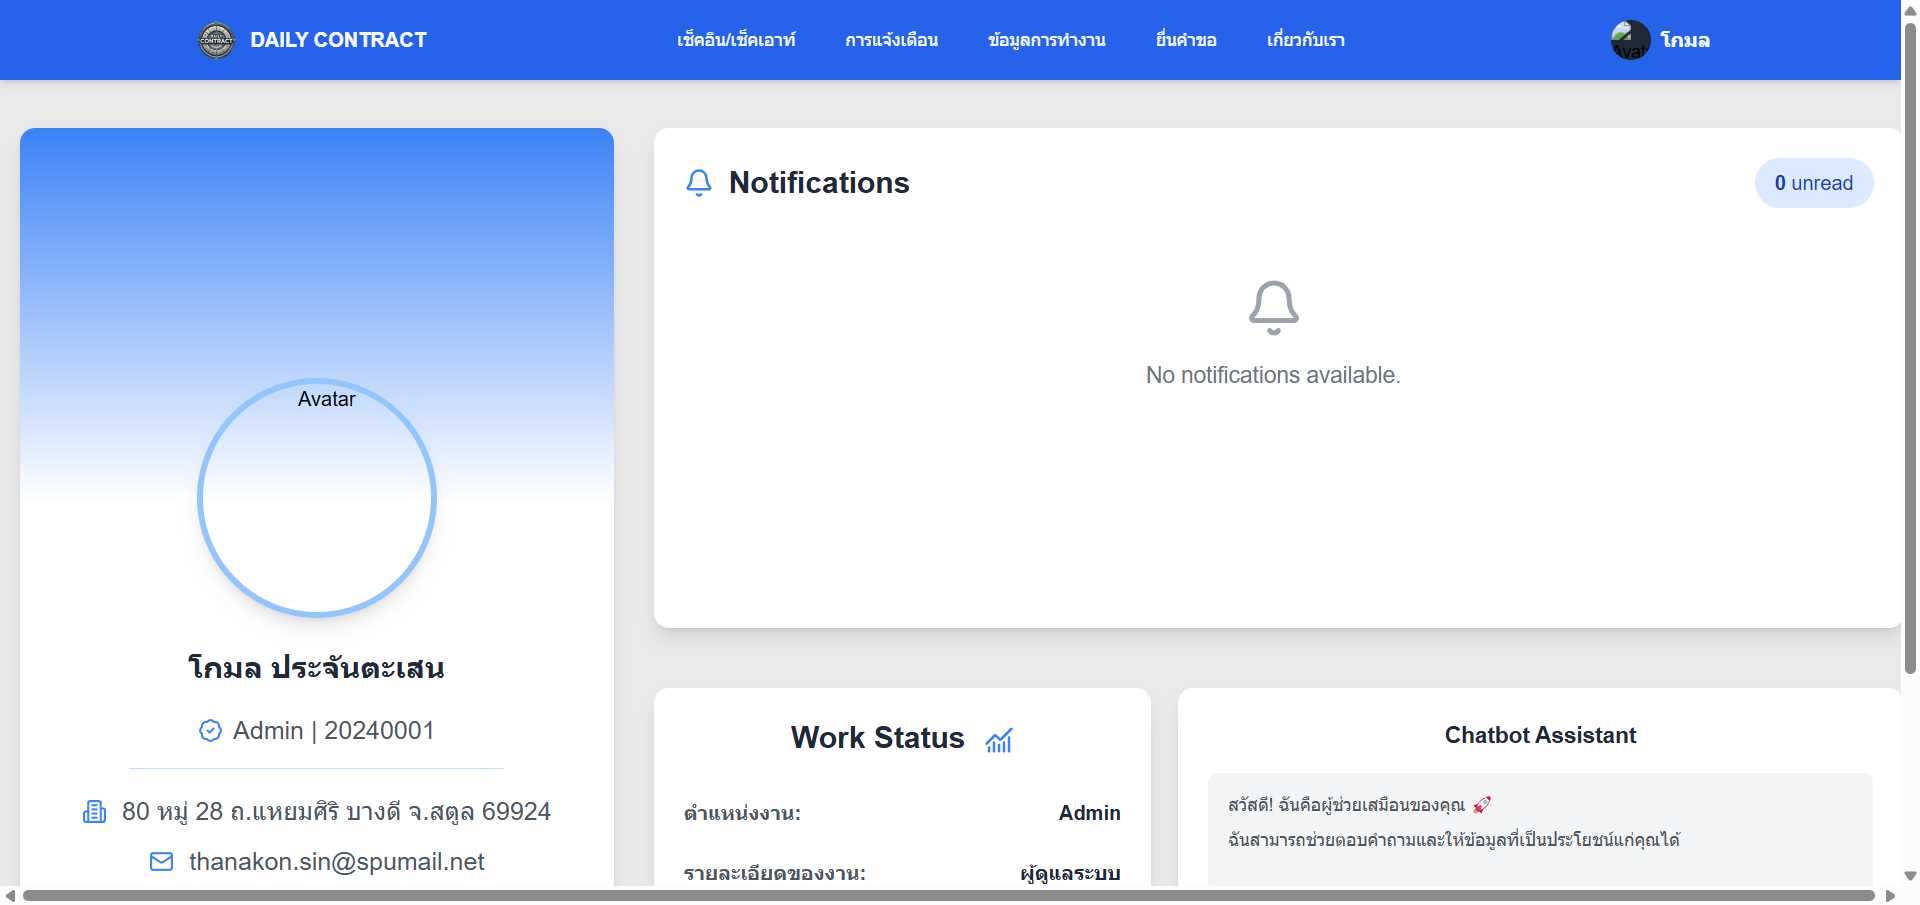 DAILY CONTRACT
เช็คอิน/เช็คเอาท์
การแจ้งเตือน
ข้อมูลการทำงาน
ยื่นคำขอ
เกี่ยวกับเรา
Avat
โกมล
Avatar
โกมล ประจันตะเสน
Admin | 20240001
80 หมู่ 28 ถ.แหยมศิริ บางดี จ.สตูล 69924
thanakon.sin@spumail.net
Notifications
0 unread
No notifications available.
Work Status
ตำแหน่งงาน: Admin
รายละเอียดของงาน: ผู้ดูแลระบบ
Chatbot Assistant
สวัสดี! ฉันคือผู้ช่วยเสมือนของคุณ 🚀
ฉันสามารถช่วยตอบคำถามและให้ข้อมูลที่เป็นประโยชน์แก่คุณได้